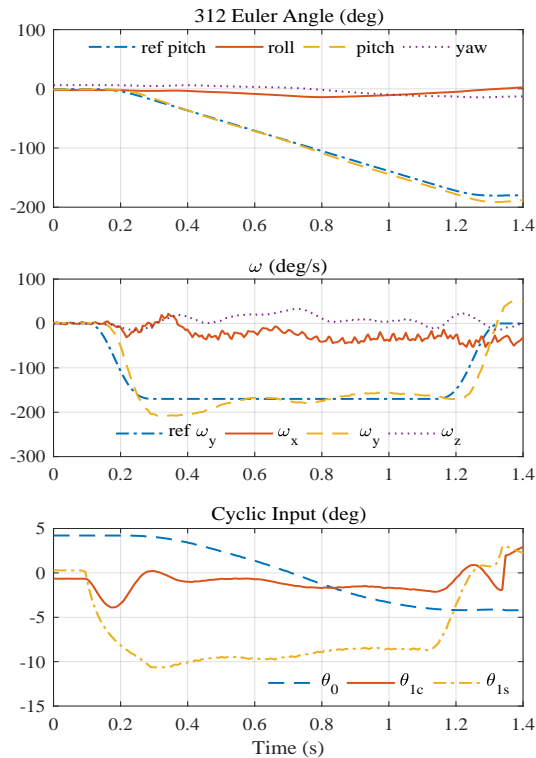 312 Euler Angle (deg)
100
ref pitch roll pitch yaw
0
-100
-200
0 0.2 0.4 0.6 0.8 1 1.2 1.4
ω (deg/s)
100
0
-100
-200
ref ω_y ω_x ω_y ω_z
-300
0 0.2 0.4 0.6 0.8 1 1.2 1.4
Cyclic Input (deg)
5
0
-5
-10
θ_0 θ_1c θ_1s
-15
0 0.2 0.4 0.6 0.8 1 1.2 1.4
Time (s)